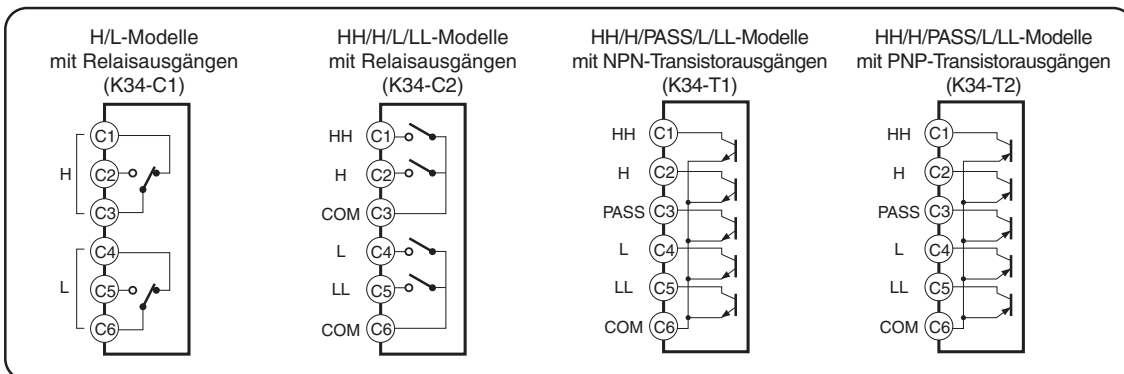 H/L-Modelle
mit Relaisausgängen
(K34-C1)
C1
H C2
C3
C4
L C5
C6
HH/H/L/LL-Modelle
mit Relaisausgängen
(K34-C2)
HH C1
H C2
COM C3
L C4
LL C5
COM C6
HH/H/PASS/L/LL-Modelle
mit NPN-Transistorausgängen
(K34-T1)
HH C1
H C2
PASS C3
L C4
LL C5
COM C6
HH/H/PASS/L/LL-Modelle
mit PNP-Transistorausgängen
(K34-T2)
HH C1
H C2
PASS C3
L C4
LL C5
COM C6